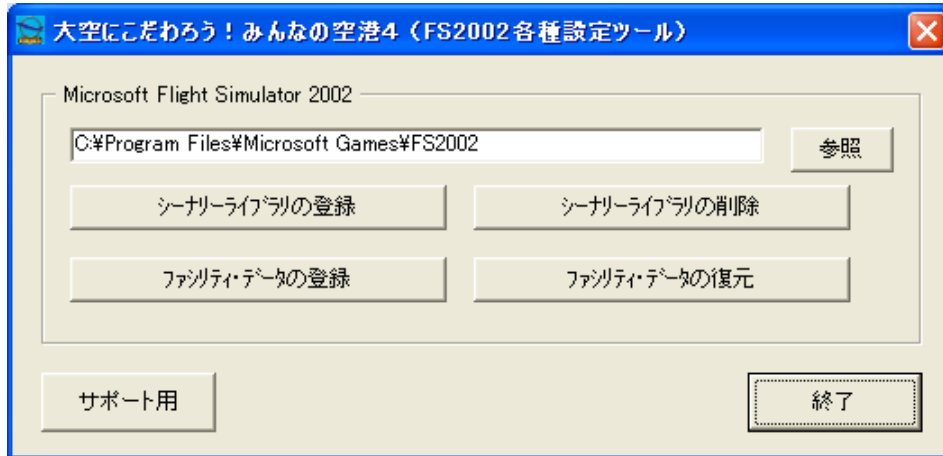 大空にこだわろう!みんなの空港4(FS2002各種設定ツール)
Microsoft Flight Simulator 2002
C:¥Program Files¥Microsoft Games¥FS2002
参照
シーナリーライブラリの登録
シーナリーライブラリの削除
ファシリティ・データの登録
ファシリティ・データの復元
サポート用
終了